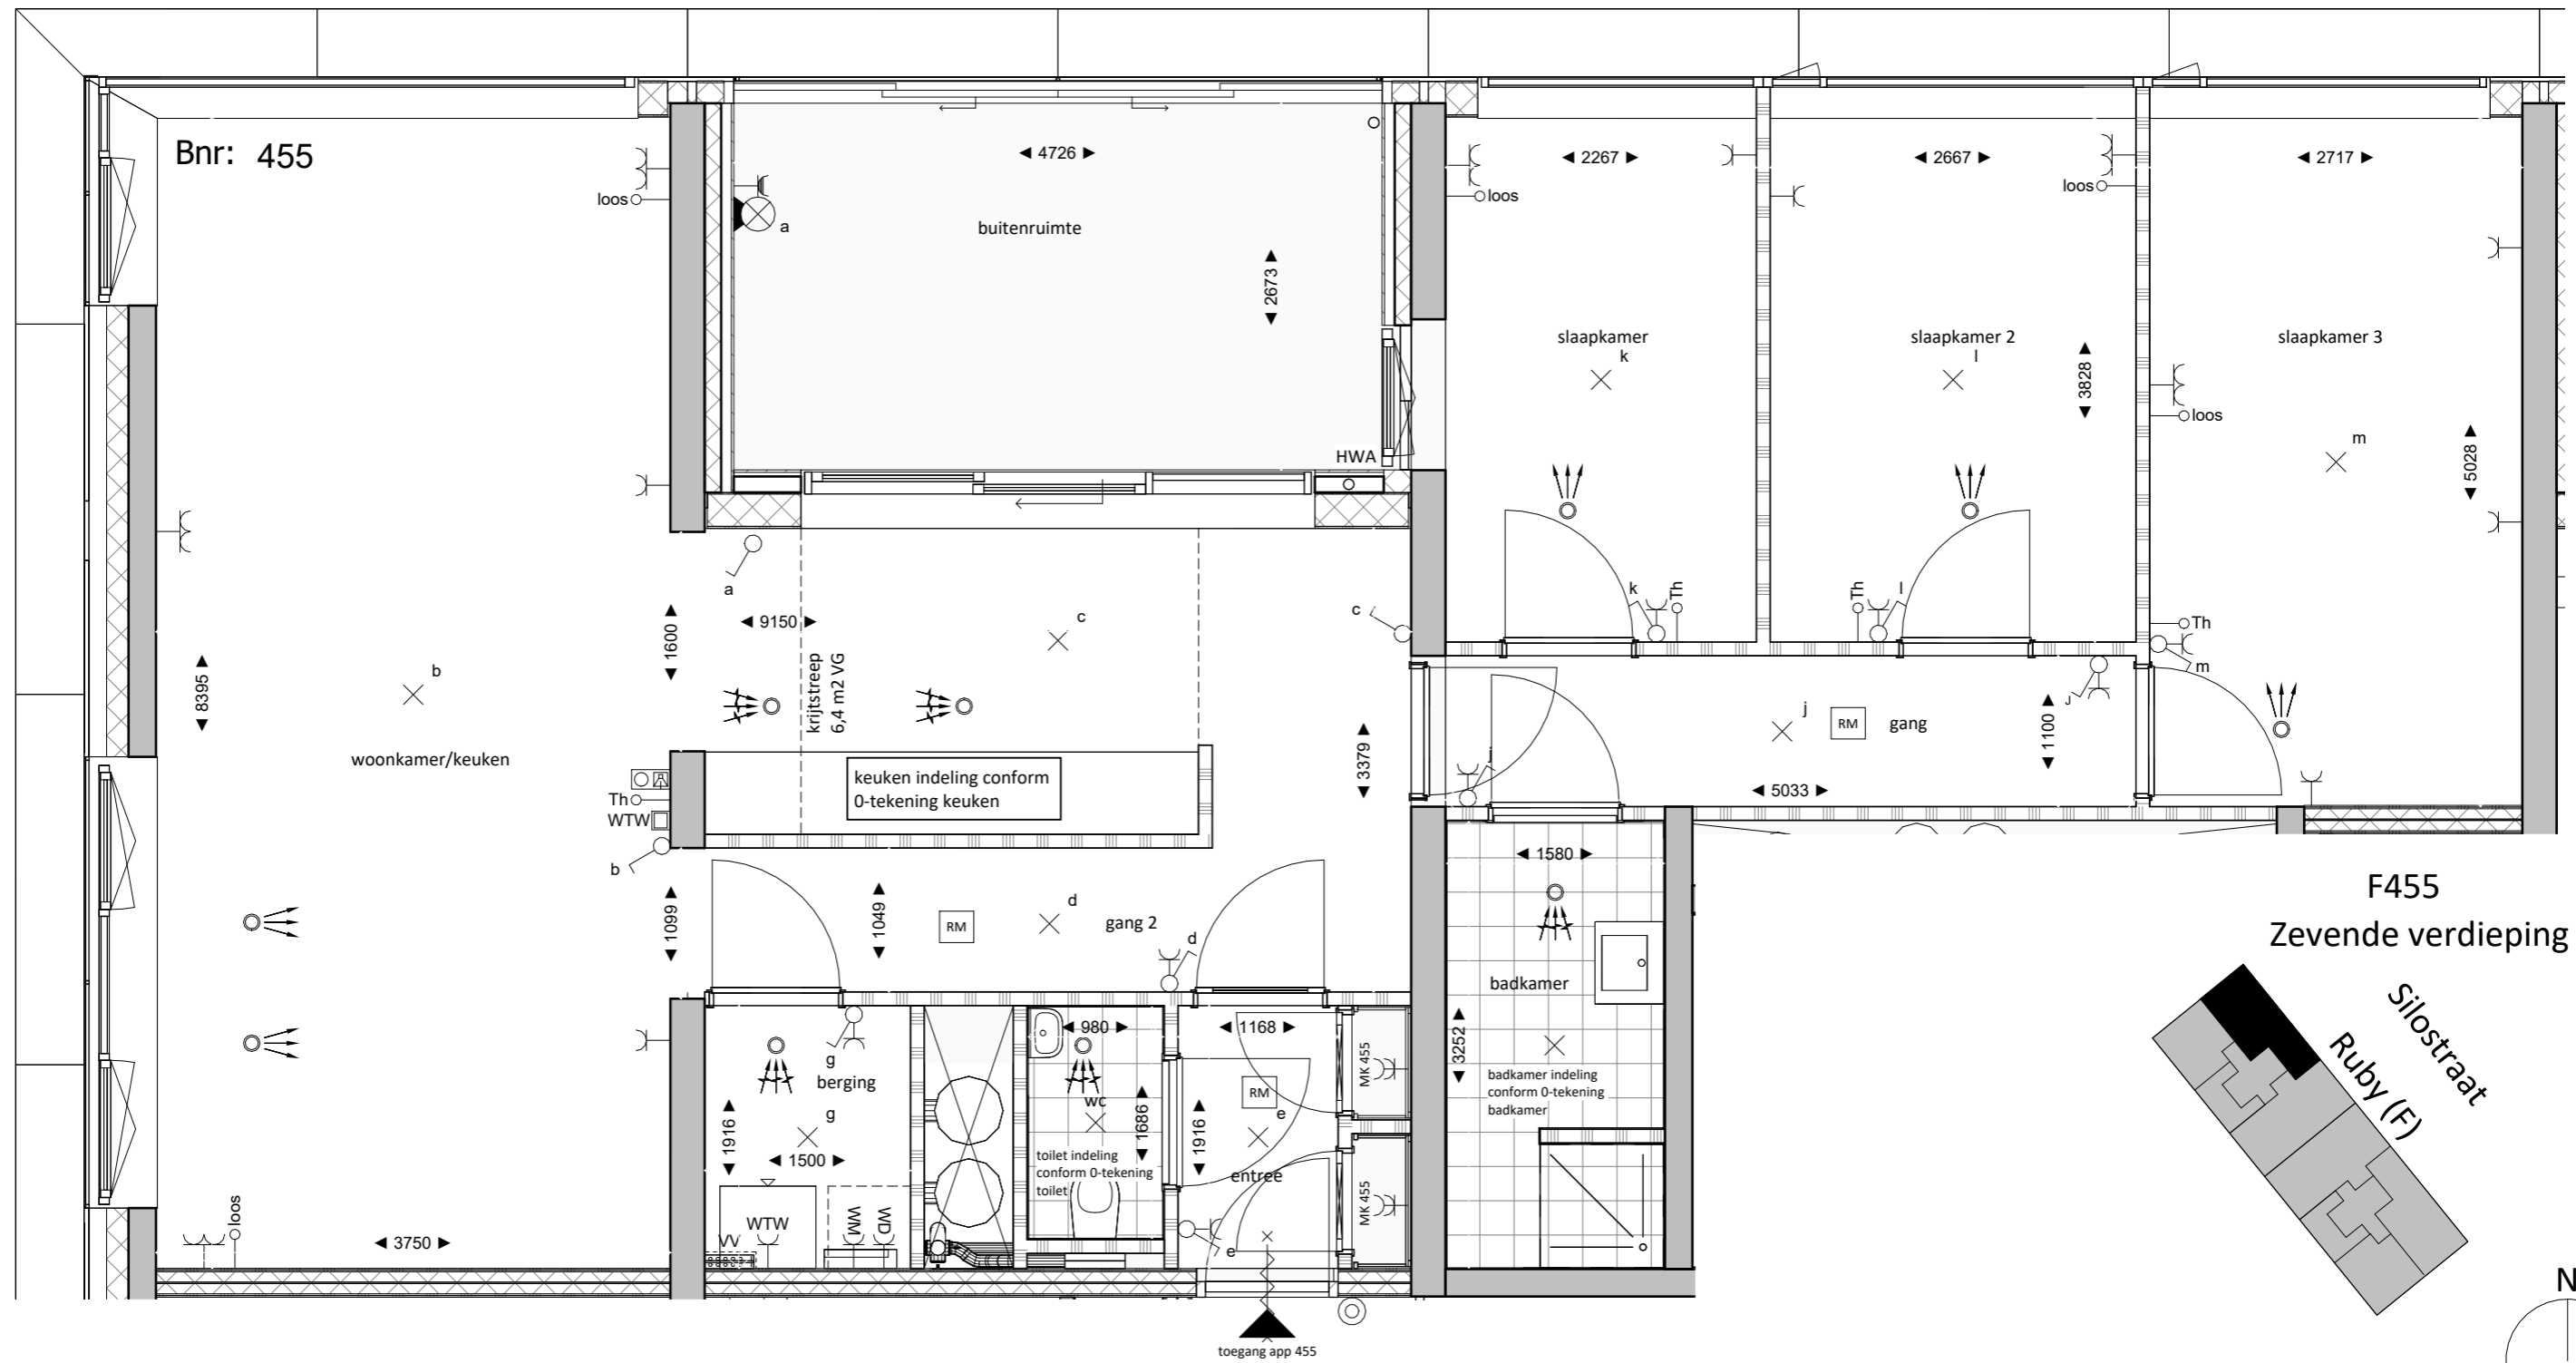 Bnr: 455
loos
a
◄ 4726 ►
buitenruimte
◄ 2673 ►
HWA
loos
◄ 2267 ►
slaapkamer
k
◄ 2667 ►
loos
slaapkamer 2
l
◄ 3828 ►
◄ 2717 ►
slaapkamer 3
loos
m
◄ 5028 ►
b
◄ 8395 ►
woonkamer/keuken
a
◄ 1600 ►
◄ 9150 ►
krijtstreep
6,4 m2 VG
c
c
◄ 3379 ►
k
Th
Th
l
Th
m
keuken indeling conform
0-tekening keuken
Th
WTW
b
j
j
RM
gang
J
◄ 1100 ►
◄ 5033 ►
◄ 1099 ►
◄ 1049 ►
RM
d
gang 2
d
◄ 1580 ►
badkamer
◄ 3252 ►
badkamer indeling
conform 0-tekening
badkamer
g
berging
g
◄ 1916 ►
◄ 1500 ►
VV
WTW
WM
WD
◄ 980 ►
wc
◄ 1686 ►
toilet indeling
conform 0-tekening
toilet
◄ 1168 ►
RM
e
◄ 1916 ►
entree
e
MK 455
MK 455
loos
◄ 3750 ►
toegang app 455
F455
Zevende verdieping
Silostraat
Ruby (F)
N